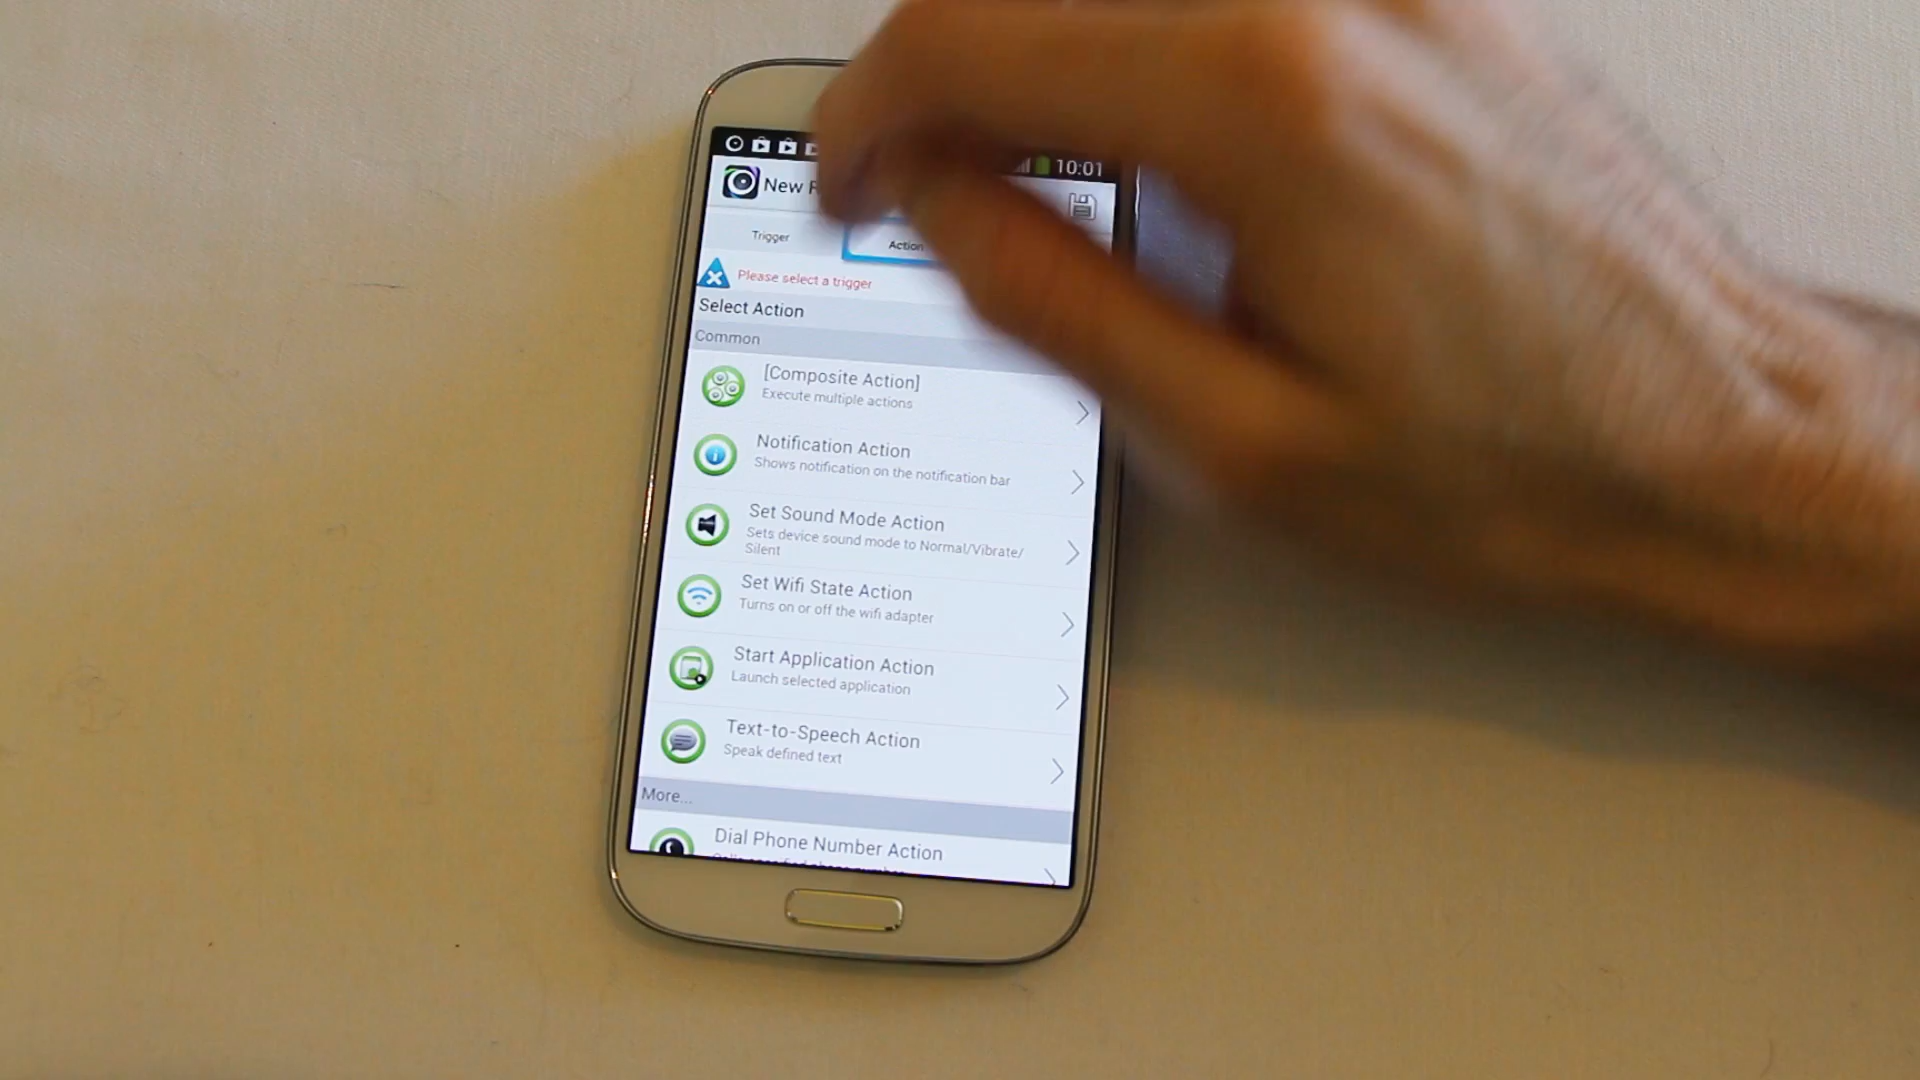 10:01
New
Trigger
Action
Please select a trigger
Select Action
Common
[Composite Action]
Execute multiple actions
Notification Action
Shows notification on the notification bar
Set Sound Mode Action
Sets device sound mode to Normal/Vibrate/
Silent
Set Wifi State Action
Turns on or off the wifi adapter
Start Application Action
Launch selected application
Text-to-Speech Action
Speak defined text
More...
Dial Phone Number Action